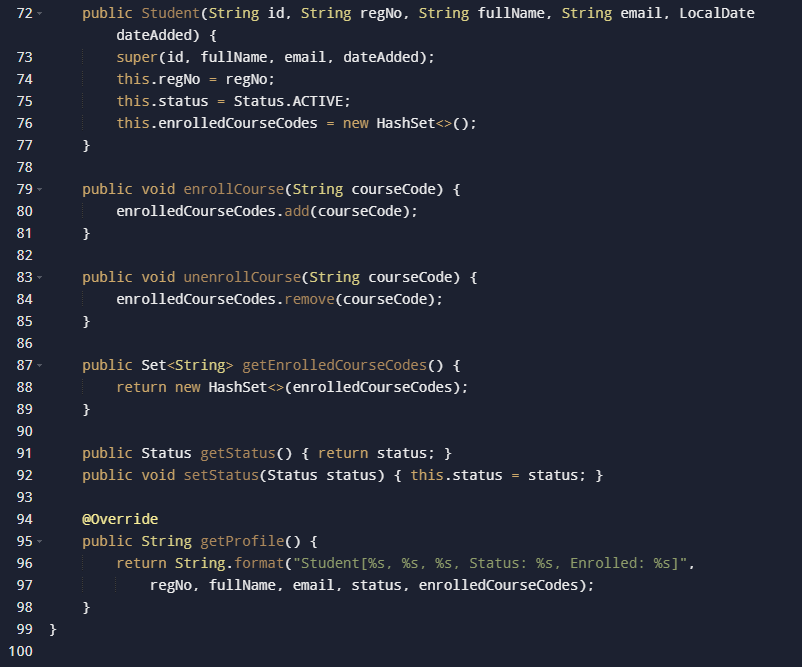 72 public Student(String id, String regNo, String fullName, String email, LocalDate
dateAdded) {
73 super(id, fullName, email, dateAdded);
74 this.regNo = regNo;
75 this.status = Status.ACTIVE;
76 this.enrolledCourseCodes = new HashSet<>();
77 }
78
79 public void enrollCourse(String courseCode) {
80 enrolledCourseCodes.add(courseCode);
81 }
82
83 public void unenrollCourse(String courseCode) {
84 enrolledCourseCodes.remove(courseCode);
85 }
86
87 public Set<String> getEnrolledCourseCodes() {
88 return new HashSet<>(enrolledCourseCodes);
89 }
90
91 public Status getStatus() { return status; }
92 public void setStatus(Status status) { this.status = status; }
93
94 @Override
95 public String getProfile() {
96 return String.format("Student[%s, %s, %s, Status: %s, Enrolled: %s]",
97 regNo, fullName, email, status, enrolledCourseCodes);
98 }
99 }
100